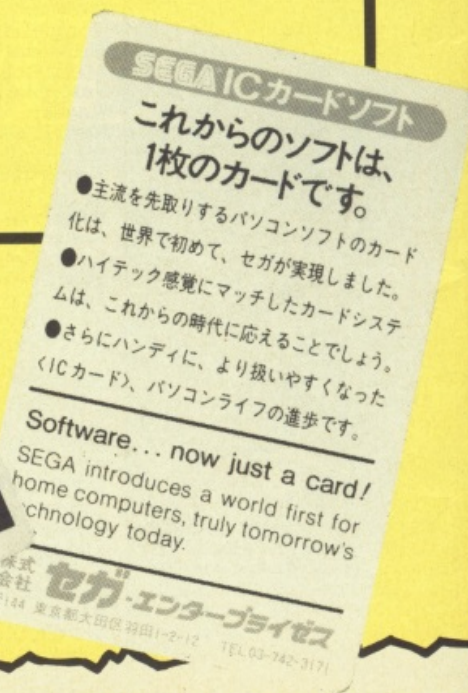 SEGA ICカードソフト
これからのソフトは、
1枚のカードです。
●主流を先取りするパソコンソフトのカード
化は、世界で初めて、セガが実現しました。
●ハイテック感覚にマッチしたカードシステ
ムは、これからの時代に応えることでしょう。
●さらにハンディに、より扱いやすくなった
〈ICカード〉、パソコンライフの進歩です。
Software... now just a card!
SEGA introduces a world first for
home computers, truly tomorrow's
chnology today.
株式
会社 セガ・エンタープライゼス
144 東京都大田区羽田1-2-12 TEL03-742-3171